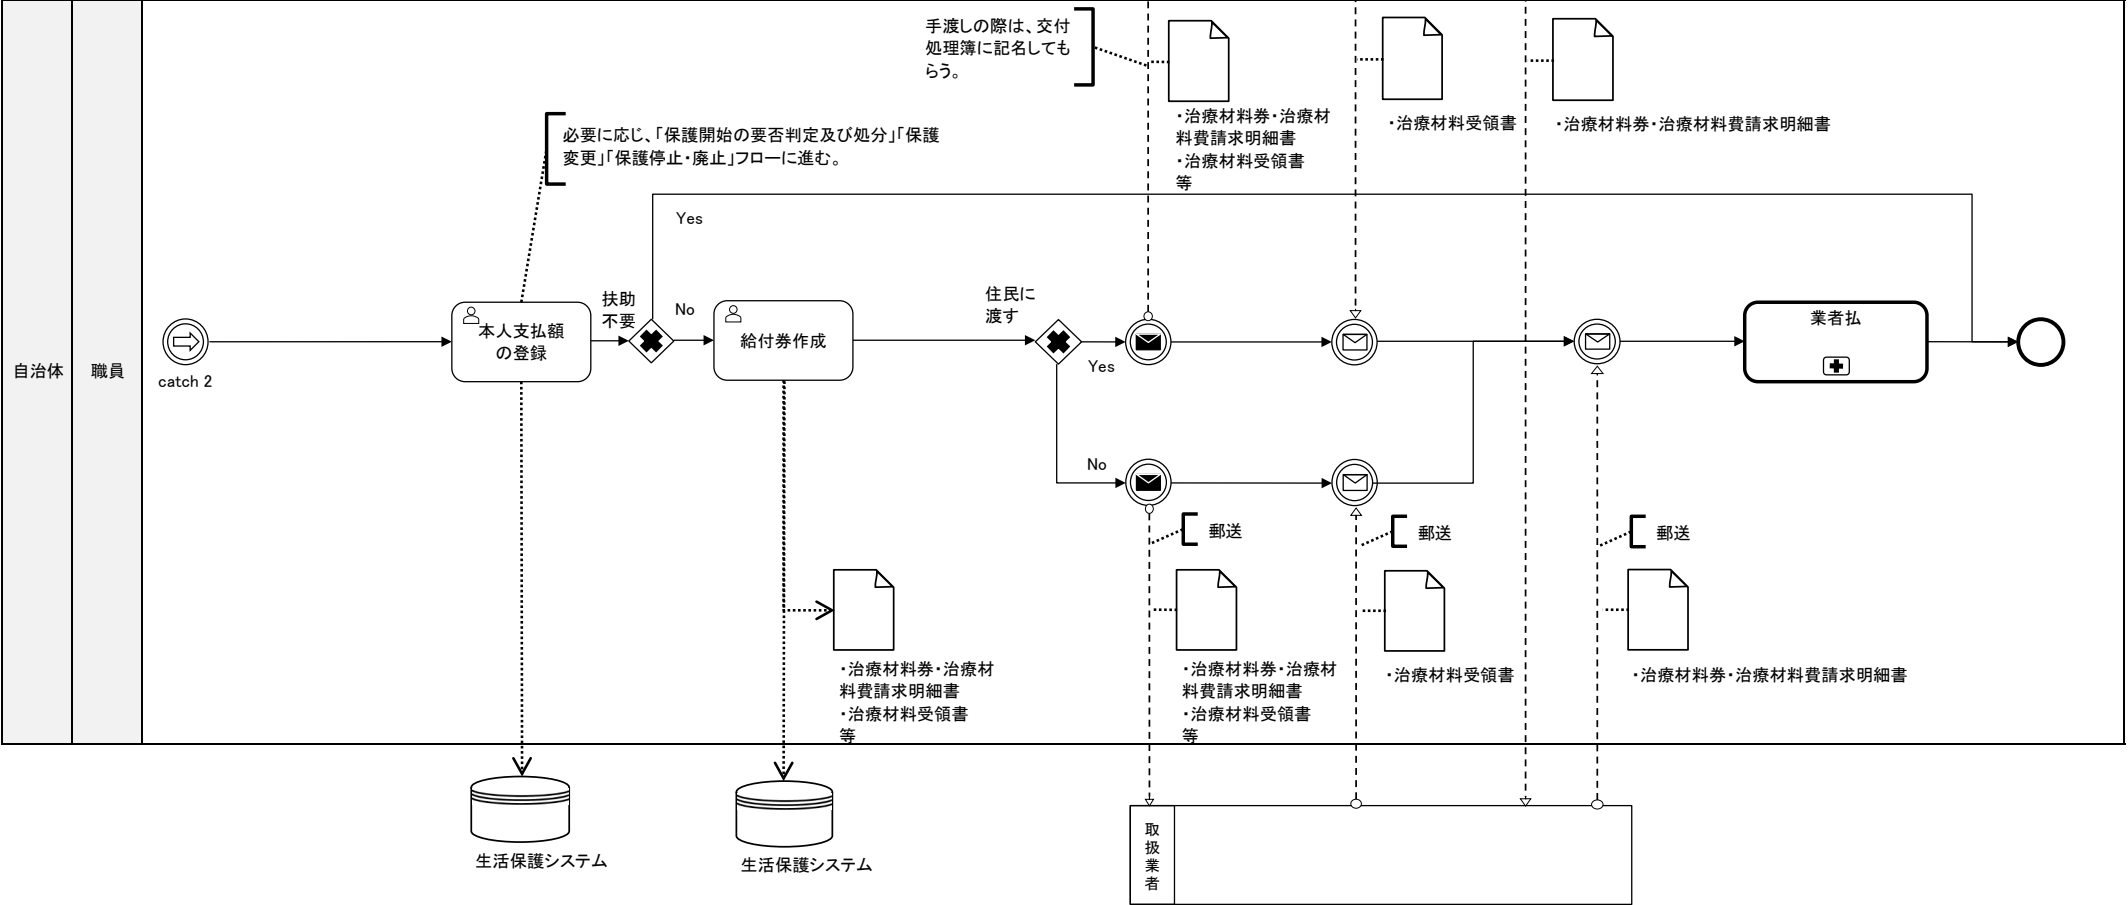 手渡しの際は、交付
処理簿に記名しても
らう。
・治療材料券・治療材
料費請求明細書
・治療材料受領書
等
・治療材料受領書
・治療材料券・治療材料費請求明細書
必要に応じ、「保護開始の要否判定及び処分」「保護
変更」「保護停止・廃止」フローに進む。
Yes
自治体
職員
catch 2
本人支払額
の登録
扶助
不要
No
給付券作成
住民に
渡す
Yes
No
業者払
郵送
郵送
郵送
・治療材料券・治療材
料費請求明細書
・治療材料受領書
等
・治療材料券・治療材
料費請求明細書
・治療材料受領書
等
・治療材料受領書
・治療材料券・治療材料費請求明細書
生活保護システム
生活保護システム
取
扱
業
者